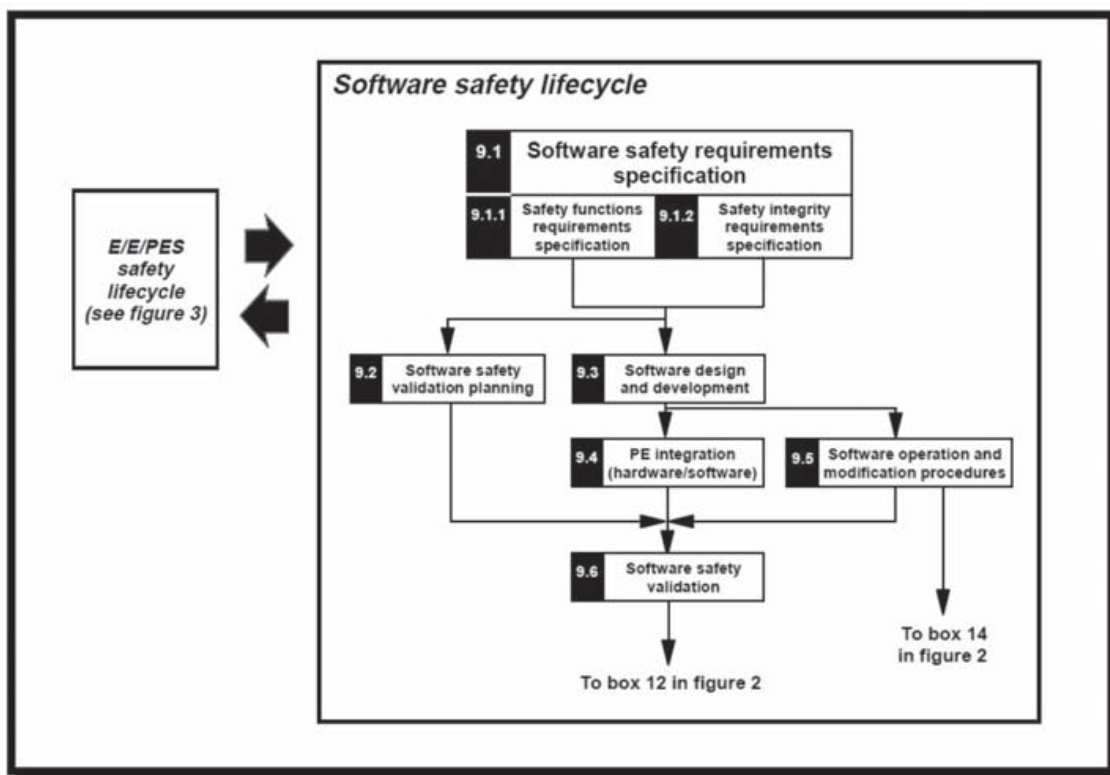 Software safety lifecycle
9.1
Software safety requirements
specification
9.1.1
Safety functions
requirements
specification
9.1.2
Safety integrity
requirements
specification
E/E/PES
safety
lifecycle
(see figure 3)
9.2
Software safety
validation planning
9.3
Software design
and development
9.4
PE integration
(hardware/software)
9.5
Software operation and
modification procedures
9.6
Software safety
validation
To box 14
in figure 2
To box 12 in figure 2